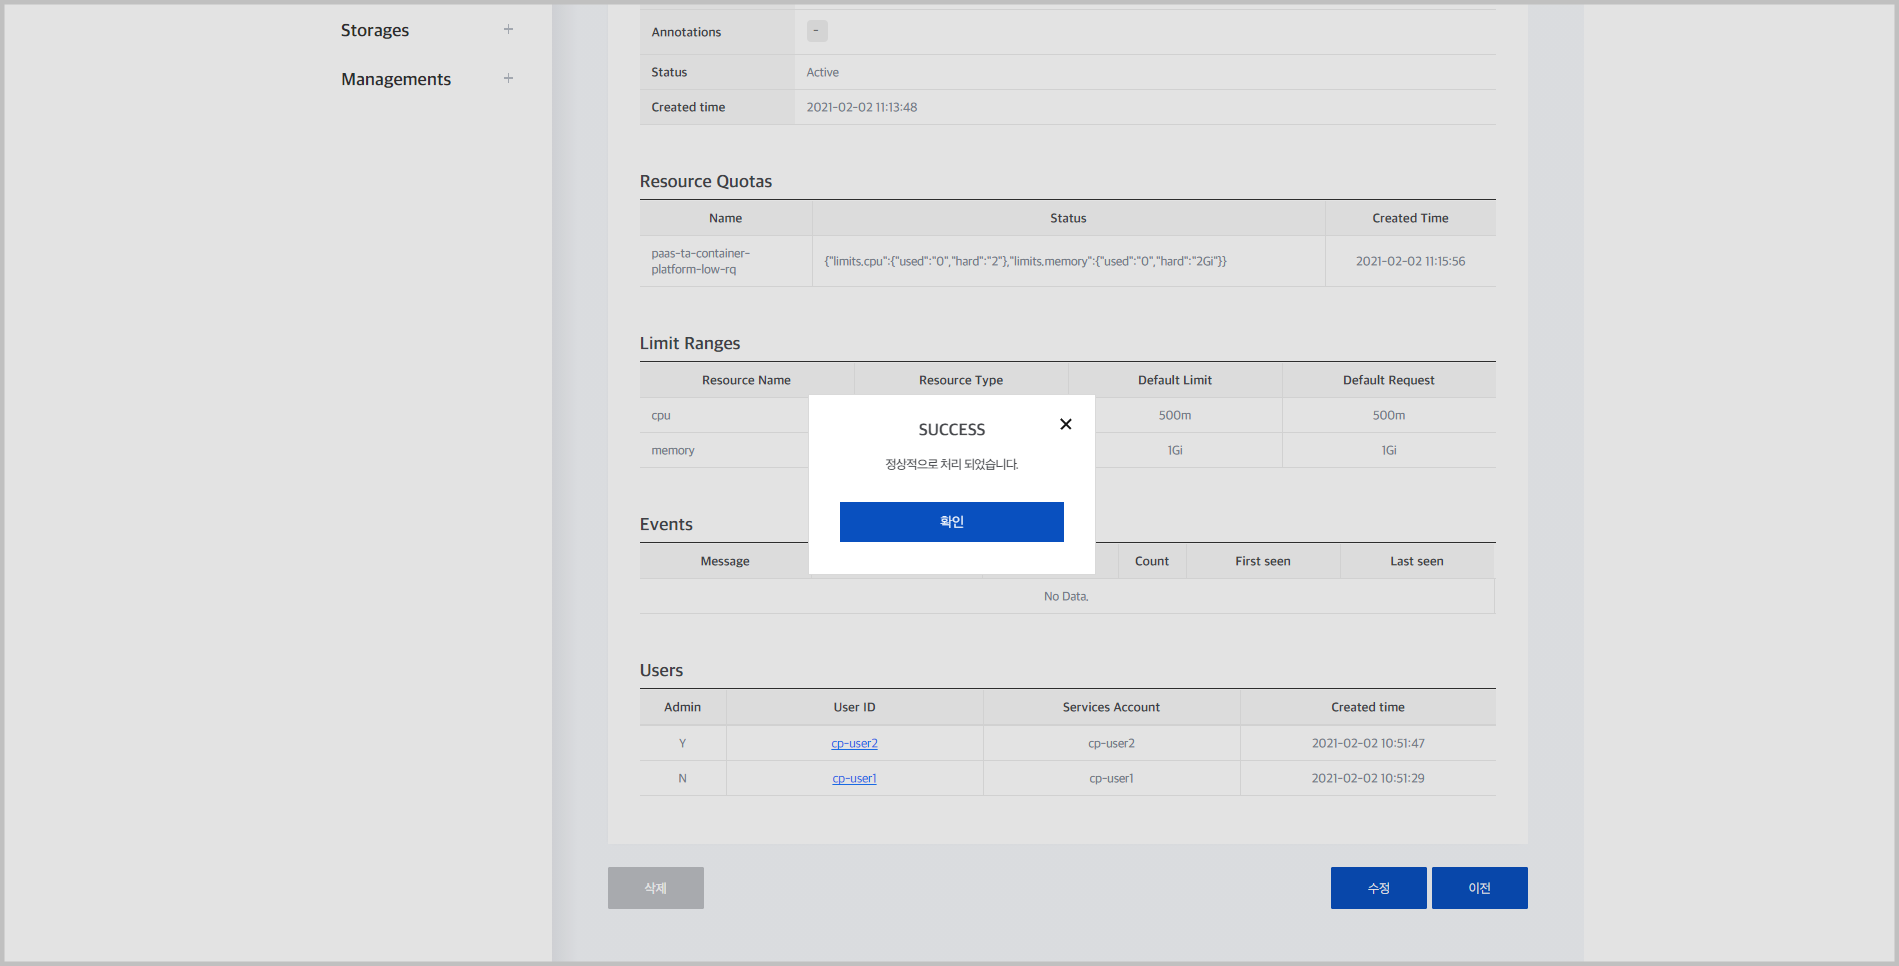 Storages
Managements
Annotations -
Status Active
Created time 2021-02-02 11:13:48
Resource Quotas
Name Status Created Time
paas-ta-container-
platform-low-rq
{"limits.cpu":{"used":"0","hard":"2"},"limits.memory":{"used":"0","hard":"2Gi"}}
2021-02-02 11:15:56
Limit Ranges
Resource Name Resource Type Default Limit Default Request
cpu 500m 500m
memory 1Gi 1Gi
SUCCESS
정상적으로 처리 되었습니다.
확인
Events
Message Count First seen Last seen
No Data.
Users
Admin User ID Services Account Created time
Y cp-user2 cp-user2 2021-02-02 10:51:47
N cp-user1 cp-user1 2021-02-02 10:51:29
삭제 수정 이전